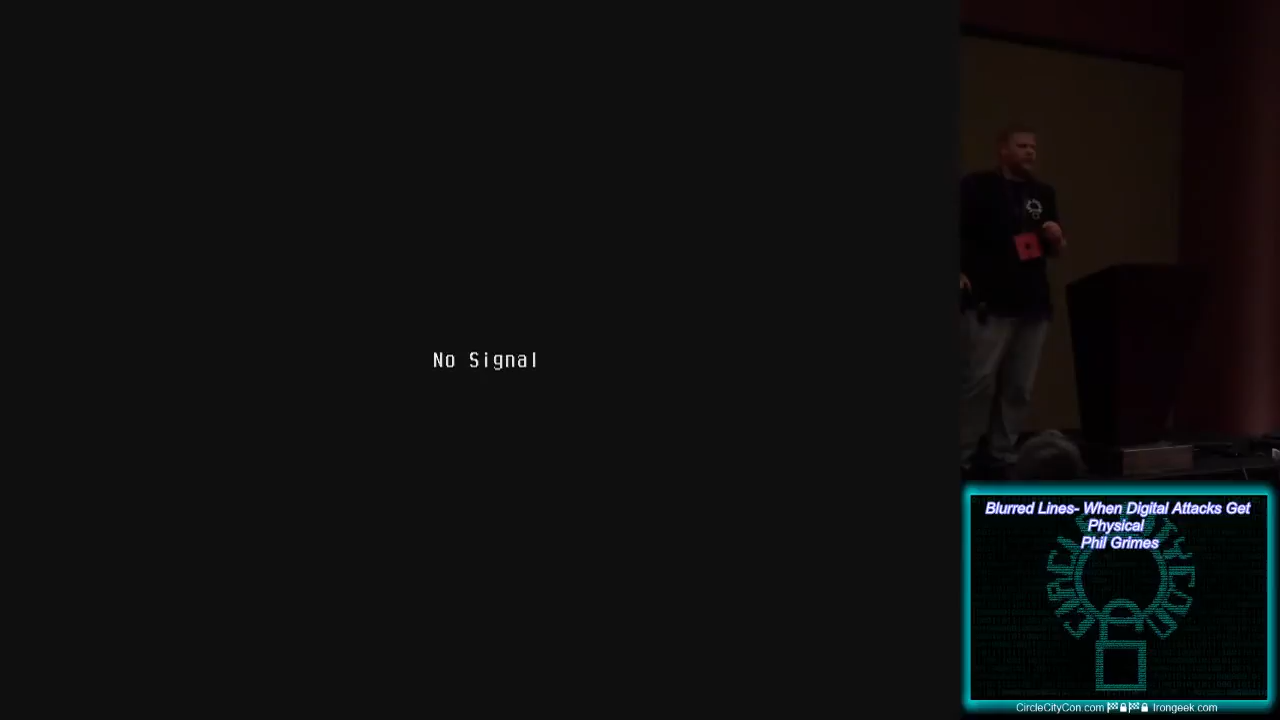 No Signal
Blurred Lines- When Digital Attacks Get
Physical
Phil Grimes
CircleCityCon.com Irongeek.com